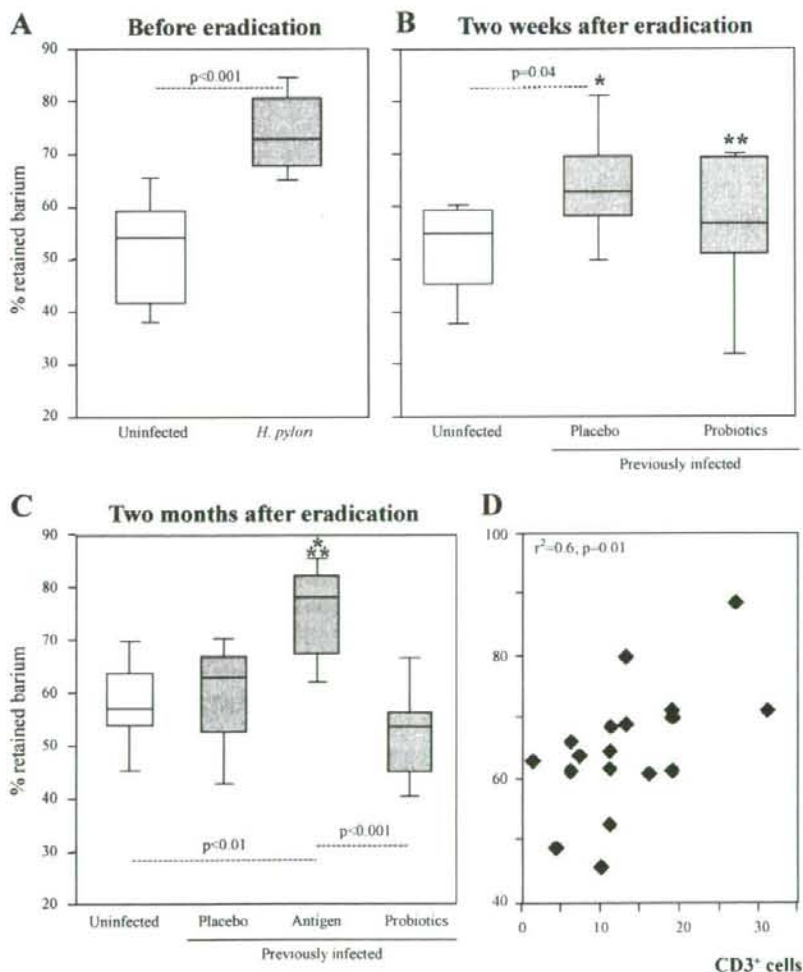 A Before eradication
% retained barium
90
80
70
60
50
40
30
20
p<0.001
Uninfected H. pylori
B Two weeks after eradication
p=0.04
*
**
Uninfected Placebo Probiotics
Previously infected
C Two months after eradication
% retained barium
90
80
70
60
50
40
30
20
*
**
p<0.01
p<0.001
Uninfected Placebo Antigen Probiotics
Previously infected
D
r²=0.6, p=0.01
100
80
60
40
0 10 20 30
CD3⁺ cells